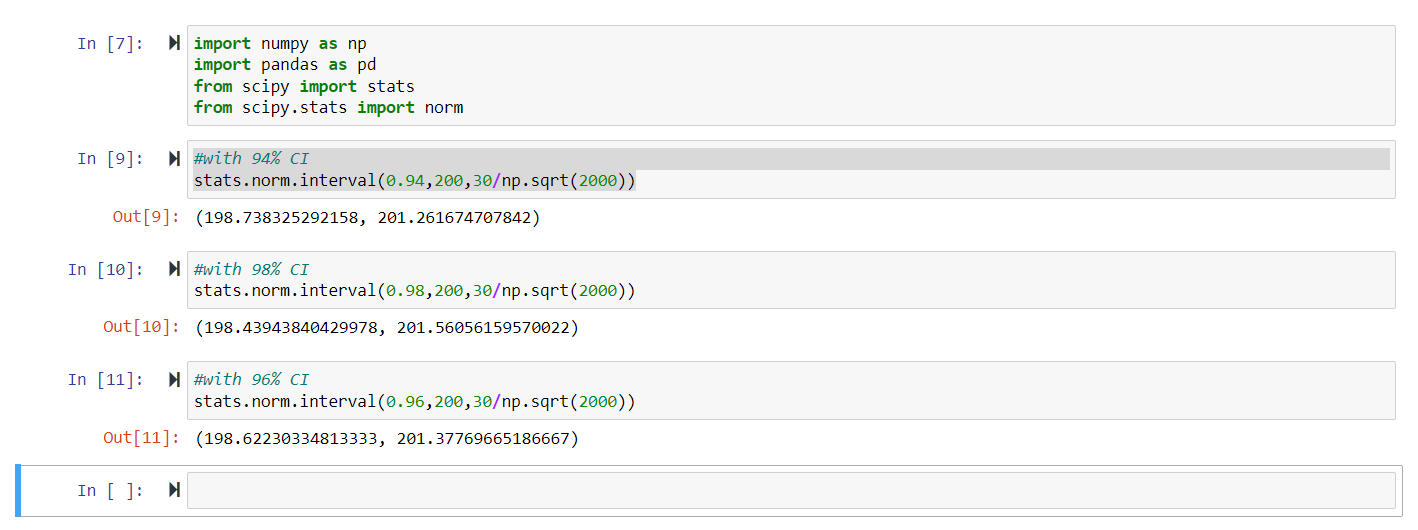 In [7]:
import numpy as np
import pandas as pd
from scipy import stats
from scipy.stats import norm
In [9]:
#with 94% CI
stats.norm.interval(0.94,200,30/np.sqrt(2000))
Out[9]: (198.738325292158, 201.261674707842)
In [10]:
#with 98% CI
stats.norm.interval(0.98,200,30/np.sqrt(2000))
Out[10]: (198.43943840429978, 201.56056159570022)
In [11]:
#with 96% CI
stats.norm.interval(0.96,200,30/np.sqrt(2000))
Out[11]: (198.62230334813333, 201.37769665186667)
In [ ]: